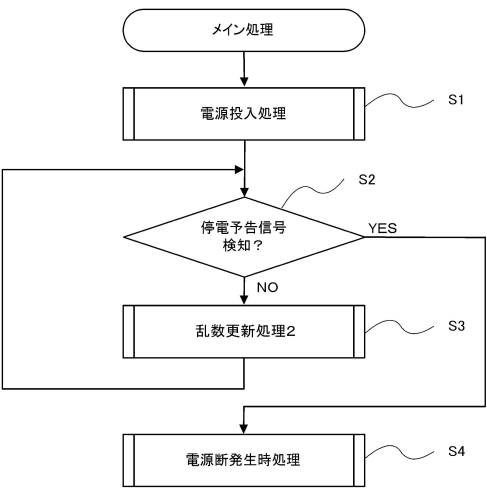 メイン処理
電源投入処理
S1
S2
停電予告信号
検知？
YES
NO
乱数更新処理２
S3
電源断発生時処理
S4